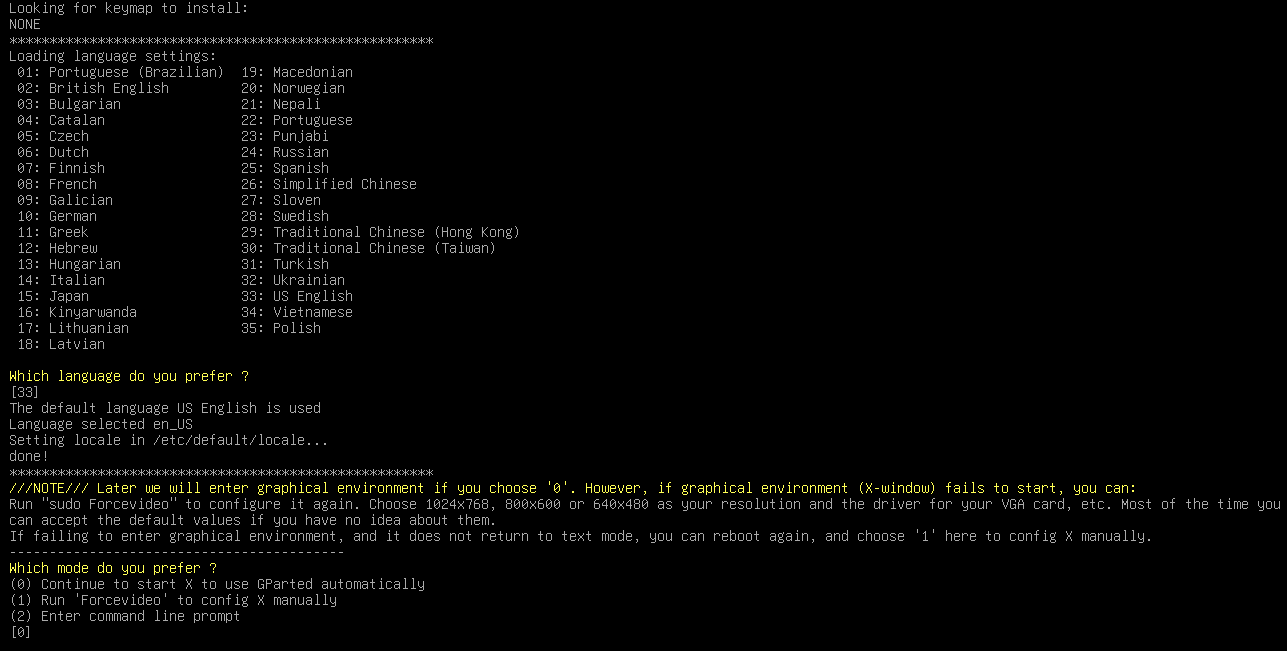 Looking for keymap to install:
NONE
*****************************************************
Loading language settings:
01: Portuguese (Brazilian)  19: Macedonian
02: British English         20: Norwegian
03: Bulgarian               21: Nepali
04: Catalan                 22: Portuguese
05: Czech                   23: Punjabi
06: Dutch                   24: Russian
07: Finnish                 25: Spanish
08: French                  26: Simplified Chinese
09: Galician                27: Sloven
10: German                  28: Swedish
11: Greek                   29: Traditional Chinese (Hong Kong)
12: Hebrew                  30: Traditional Chinese (Taiwan)
13: Hungarian               31: Turkish
14: Italian                 32: Ukrainian
15: Japan                   33: US English
16: Kinyarwanda             34: Vietnamese
17: Lithuanian              35: Polish
18: Latvian
Which language do you prefer ?
[33]
The default language US English is used
Language selected en_US
Setting locale in /etc/default/locale...
done!
*****************************************************
///NOTE/// Later we will enter graphical environment if you choose '0'. However, if graphical environment (X-window) fails to start, you can:
Run "sudo Forcevideo" to configure it again. Choose 1024x768, 800x600 or 640x480 as your resolution and the driver for your VGA card, etc. Most of the time you
can accept the default values if you have no idea about them.
If failing to enter graphical environment, and it does not return to text mode, you can reboot again, and choose '1' here to config X manually.
------------------------------------------
Which mode do you prefer ?
(0) Continue to start X to use GParted automatically
(1) Run 'Forcevideo' to config X manually
(2) Enter command line prompt
[0]